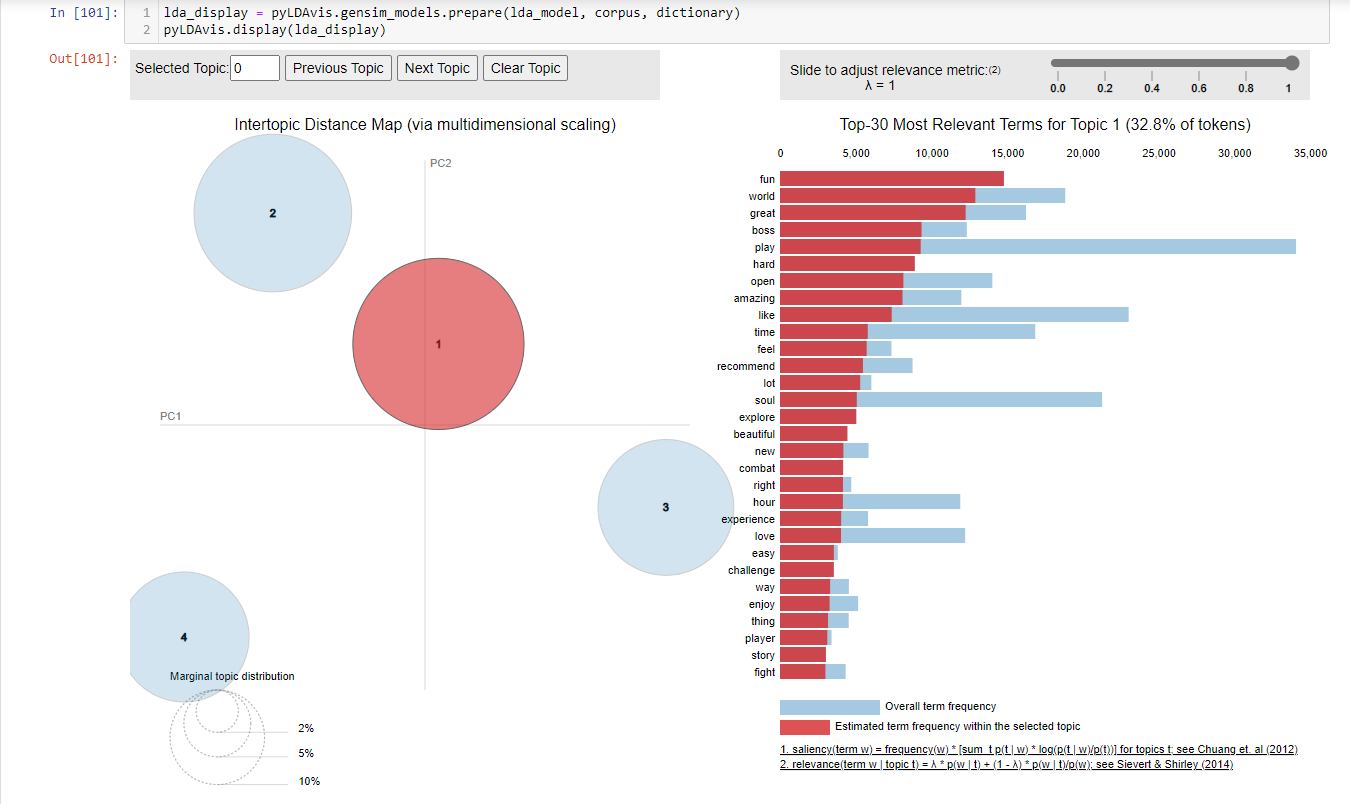 In [101]:
1 lda_display = pyLDAvis.gensim_models.prepare(lda_model, corpus, dictionary)
2 pyLDAvis.display(lda_display)
Out[101]:
Selected Topic: 0 Previous Topic Next Topic Clear Topic
Slide to adjust relevance metric:(2)
λ = 1
0.0 0.2 0.4 0.6 0.8 1
Intertopic Distance Map (via multidimensional scaling)
PC2
2
1
PC1
3
4
Marginal topic distribution
2%
5%
10%
Top-30 Most Relevant Terms for Topic 1 (32.8% of tokens)
0 5,000 10,000 15,000 20,000 25,000 30,000 35,000
fun
world
great
boss
play
hard
open
amazing
like
time
feel
recommend
lot
soul
explore
beautiful
new
combat
right
hour
experience
love
easy
challenge
way
enjoy
thing
player
story
fight
Overall term frequency
Estimated term frequency within the selected topic
1. saliency(term w) = frequency(w) * [sum_t p(t | w) * log(p(t | w)/p(t))] for topics t; see Chuang et. al (2012)
2. relevance(term w | topic t) = λ * p(w | t) + (1 - λ) * p(w | t)/p(w); see Sievert & Shirley (2014)